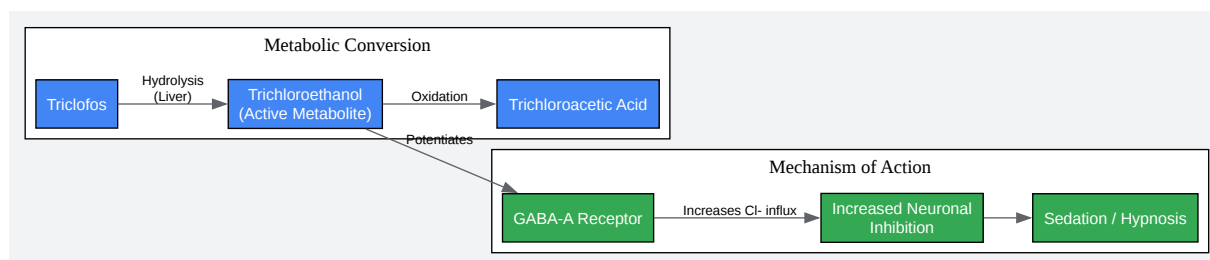 Metabolic Conversion
Triclofos
Hydrolysis
(Liver)
Trichloroethanol
(Active Metabolite)
Oxidation
Trichloroacetic Acid
Potentiates
Mechanism of Action
GABA-A Receptor
Increases Cl- influx
Increased Neuronal
Inhibition
Sedation / Hypnosis